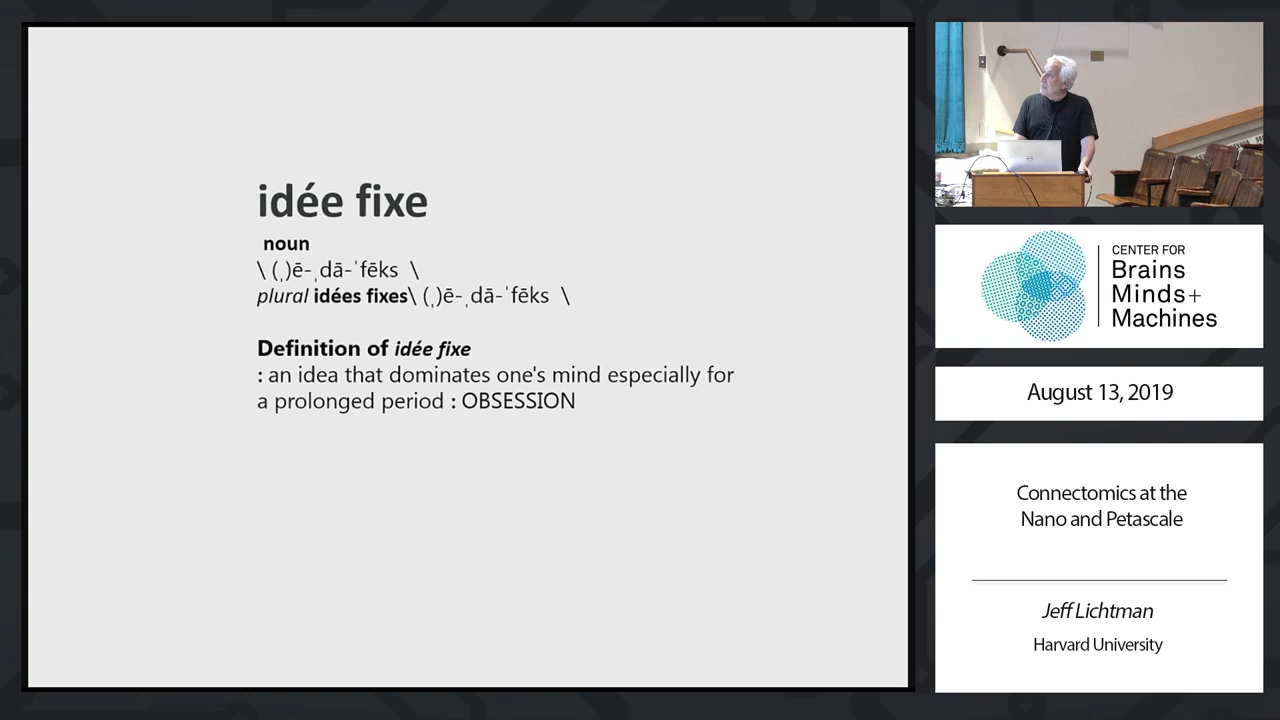 idée fixe
noun
\ (ˌ)ē-ˌdā-ˈfēks \
plural idées fixes\ (ˌ)ē-ˌdā-ˈfēks \
Definition of idée fixe
: an idea that dominates one's mind especially for
a prolonged period : OBSESSION
CENTER FOR
Brains
Minds+
Machines
August 13, 2019
Connectomics at the
Nano and Petascale
Jeff Lichtman
Harvard University